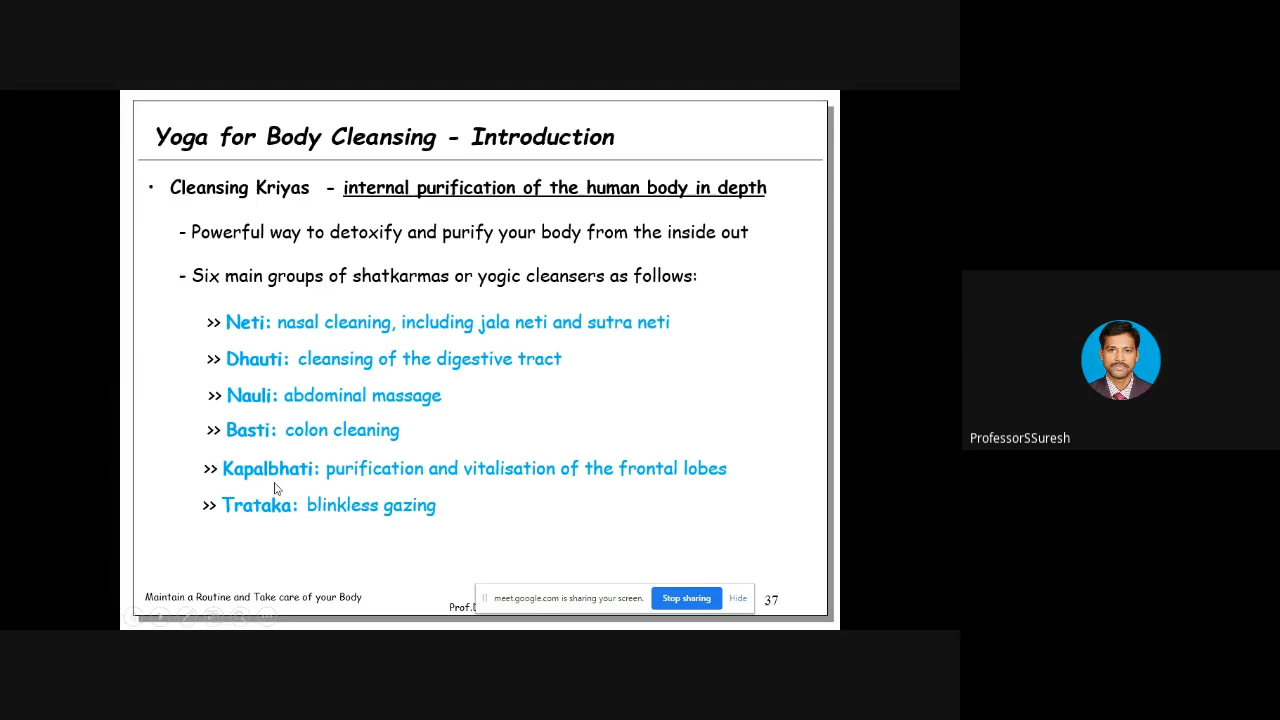 Yoga for Body Cleansing - Introduction
• Cleansing Kriyas - internal purification of the human body in depth
- Powerful way to detoxify and purify your body from the inside out
- Six main groups of shatkarmas or yogic cleansers as follows:
>> Neti: nasal cleaning, including jala neti and sutra neti
>> Dhauti: cleansing of the digestive tract
>> Nauli: abdominal massage
>> Basti: colon cleaning
>> Kapalbhati: purification and vitalisation of the frontal lobes
>> Trataka: blinkless gazing
ProfessorSSuresh
Maintain a Routine and Take care of your Body
Prof.D
meet.google.com is sharing your screen.
Stop sharing
Hide
37